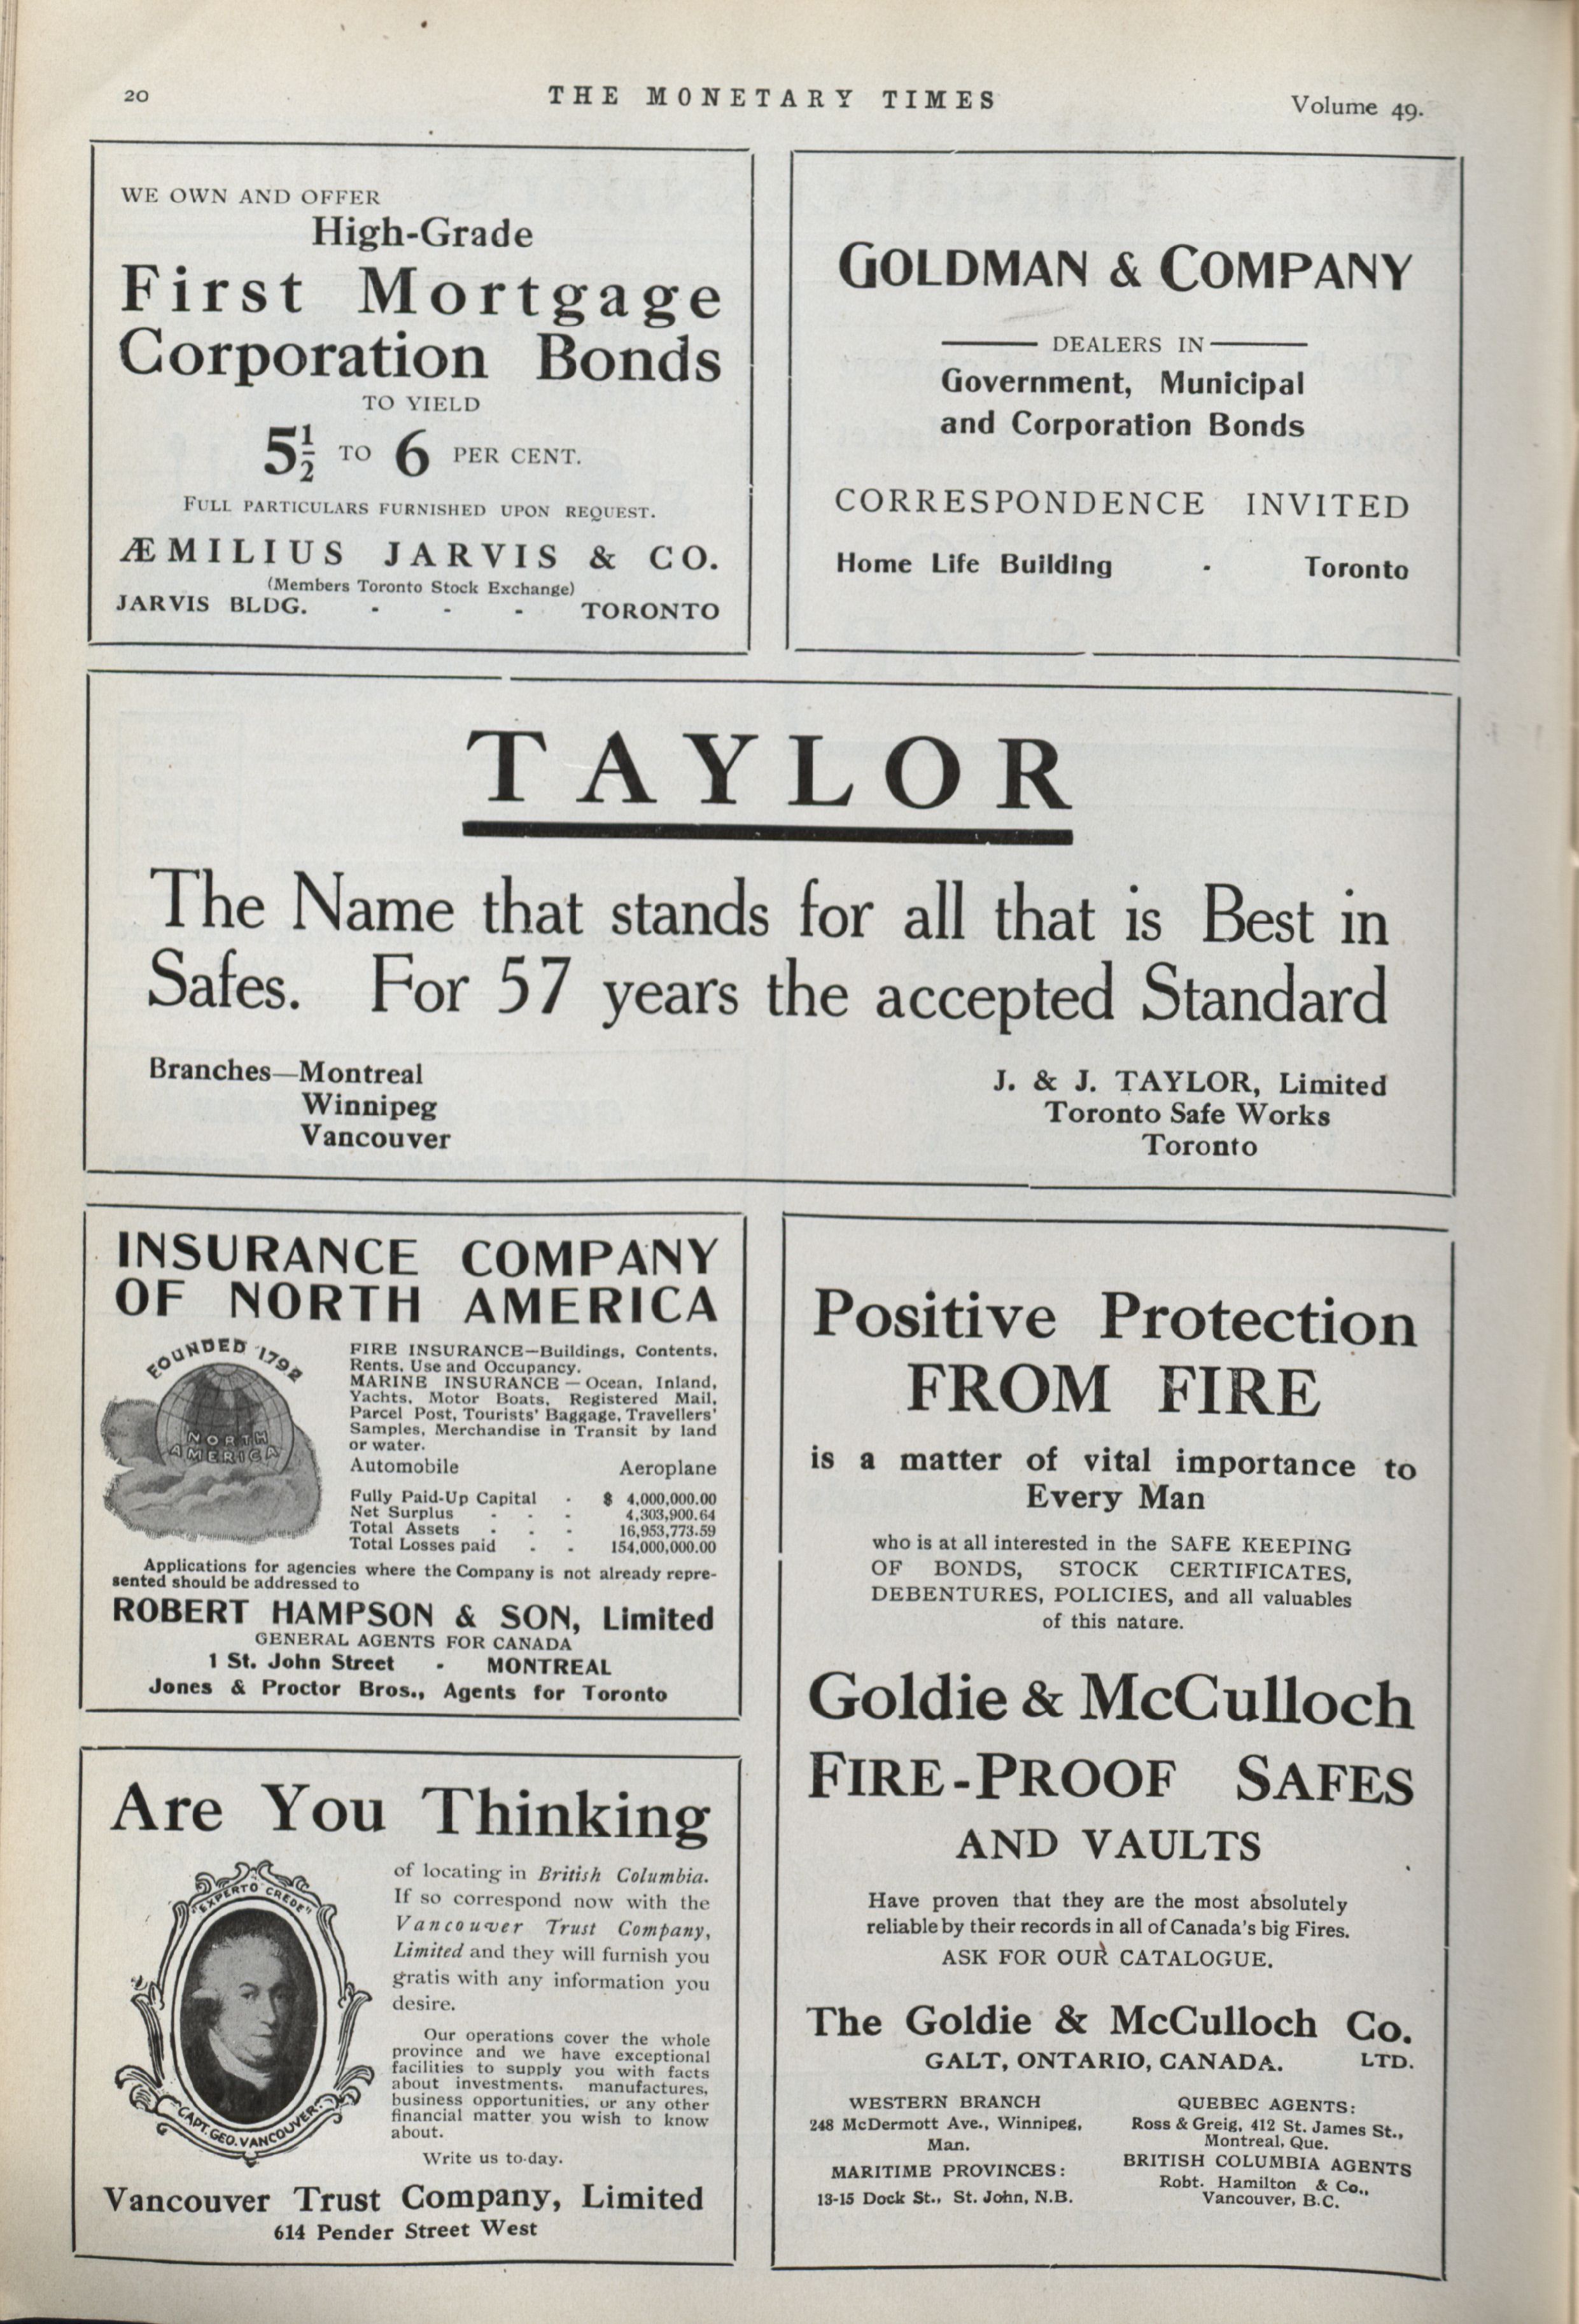 20
THE MONETARY TIMES
Volume 49.
WE OWN AND OFFER
High-Grade
First Mortgage
Corporation Bonds
TO YIELD
5½ TO 6 PER CENT.
FULL PARTICULARS FURNISHED UPON REQUEST.
ÆMILIUS JARVIS & CO.
(Members Toronto Stock Exchange)
JARVIS BLDG. - - - TORONTO
GOLDMAN & COMPANY
DEALERS IN
Government, Municipal
and Corporation Bonds
CORRESPONDENCE INVITED
Home Life Building - Toronto
TAYLOR
The Name that stands for all that is Best in
Safes. For 57 years the accepted Standard
Branches—Montreal
Winnipeg
Vancouver
J. & J. TAYLOR, Limited
Toronto Safe Works
Toronto
INSURANCE COMPANY
OF NORTH AMERICA
FOUNDED 1792
NORTH
AMERICA
FIRE INSURANCE—Buildings, Contents,
Rents, Use and Occupancy.
MARINE INSURANCE — Ocean, Inland,
Yachts, Motor Boats, Registered Mail,
Parcel Post, Tourists' Baggage, Travellers'
Samples, Merchandise in Transit by land
or water.
Automobile Aeroplane
Fully Paid-Up Capital - $ 4,000,000.00
Net Surplus - - - 4,303,900.64
Total Assets - - - 16,953,773.59
Total Losses paid - - 154,000,000.00
Applications for agencies where the Company is not already repre-
sented should be addressed to
ROBERT HAMPSON & SON, Limited
GENERAL AGENTS FOR CANADA
1 St. John Street - MONTREAL
Jones & Proctor Bros., Agents for Toronto
Are You Thinking
"EXPERTO CREDE"
CAPT. GEO. VANCOUVER.
of locating in British Columbia.
If so correspond now with the
Vancouver Trust Company,
Limited and they will furnish you
gratis with any information you
desire.
Our operations cover the whole
province and we have exceptional
facilities to supply you with facts
about investments, manufactures,
business opportunities, or any other
financial matter you wish to know
about.
Write us to-day.
Vancouver Trust Company, Limited
614 Pender Street West
Positive Protection
FROM FIRE
is a matter of vital importance to
Every Man
who is at all interested in the SAFE KEEPING
OF BONDS, STOCK CERTIFICATES,
DEBENTURES, POLICIES, and all valuables
of this nature.
Goldie & McCulloch
FIRE-PROOF SAFES
AND VAULTS
Have proven that they are the most absolutely
reliable by their records in all of Canada's big Fires.
ASK FOR OUR CATALOGUE.
The Goldie & McCulloch Co.
GALT, ONTARIO, CANADA. LTD.
WESTERN BRANCH
248 McDermott Ave., Winnipeg,
Man.
MARITIME PROVINCES:
13-15 Dock St., St. John, N.B.
QUEBEC AGENTS:
Ross & Greig, 412 St. James St.,
Montreal, Que.
BRITISH COLUMBIA AGENTS
Robt. Hamilton & Co.,
Vancouver, B.C.